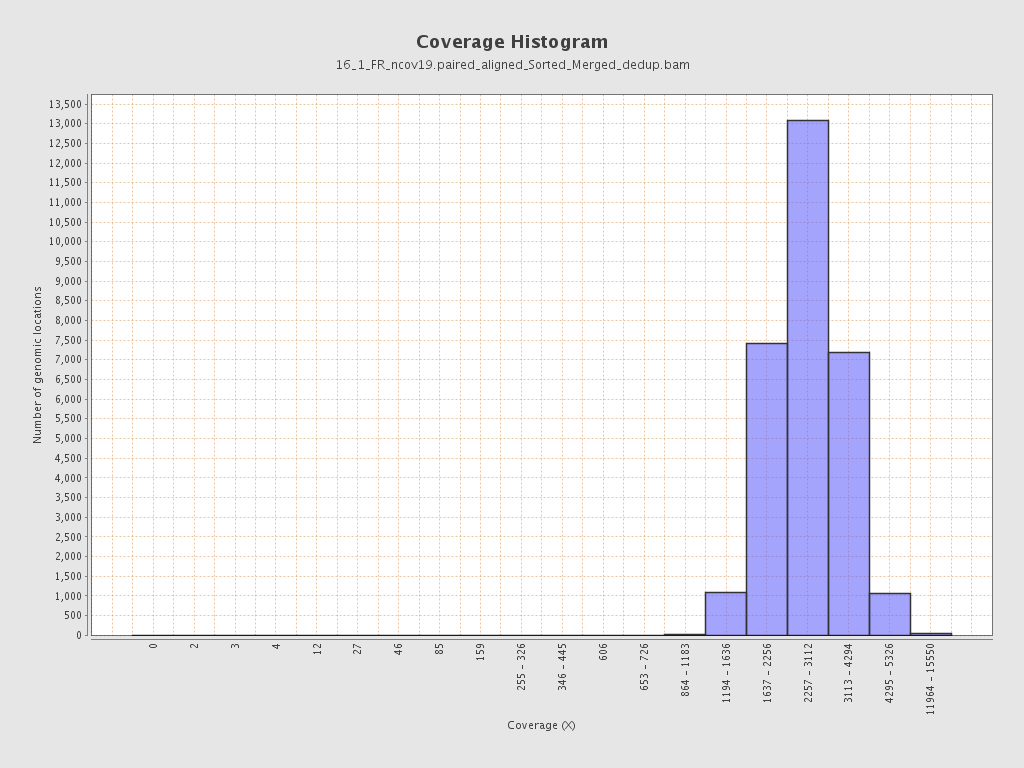 Coverage Histogram
16_1_FR_ncov19.paired_aligned_Sorted_Merged_dedup.bam
Number of genomic locations
13,500
13,000
12,500
12,000
11,500
11,000
10,500
10,000
9,500
9,000
8,500
8,000
7,500
7,000
6,500
6,000
5,500
5,000
4,500
4,000
3,500
3,000
2,500
2,000
1,500
1,000
500
0
0
2
3
4
12
27
46
85
159
255 - 326
346 - 445
606
653 - 726
864 - 1183
1194 - 1636
1637 - 2256
2257 - 3112
3113 - 4294
4295 - 5326
11964 - 15550
Coverage (X)